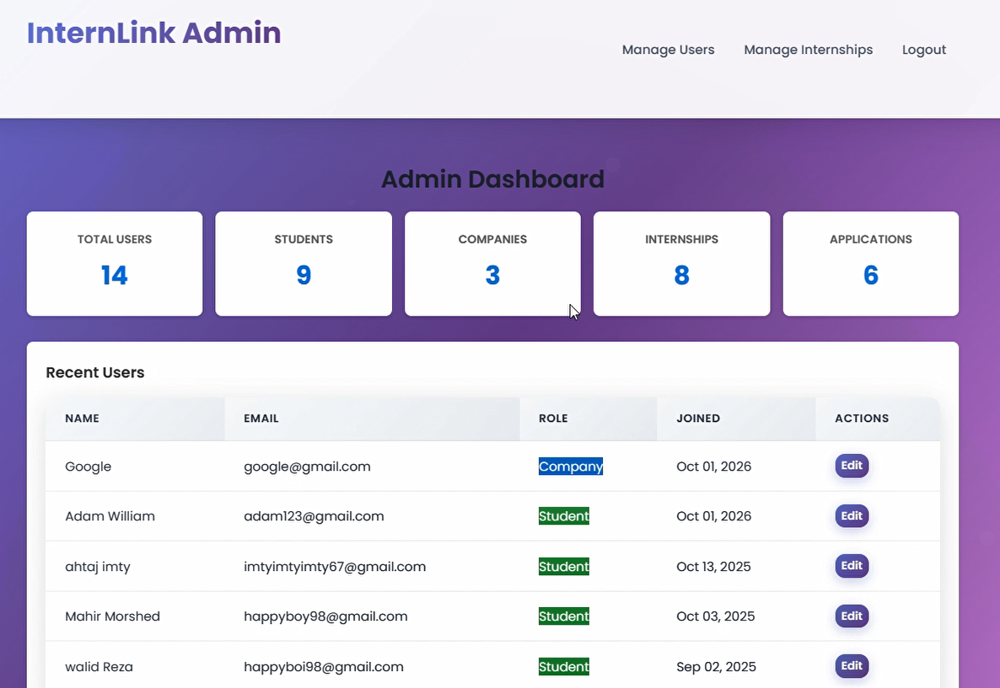 InternLink Admin
Manage Users Manage Internships Logout
Admin Dashboard
TOTAL USERS STUDENTS COMPANIES INTERNSHIPS APPLICATIONS
14 9 3 8 6
Recent Users
NAME EMAIL ROLE JOINED ACTIONS
Google google@gmail.com Company Oct 01, 2026 Edit
Adam William adam123@gmail.com Student Oct 01, 2026 Edit
ahtaj imty imtyimtyimty67@gmail.com Student Oct 13, 2025 Edit
Mahir Morshed happyboy98@gmail.com Student Oct 03, 2025 Edit
walid Reza happyboi98@gmail.com Student Sep 02, 2025 Edit